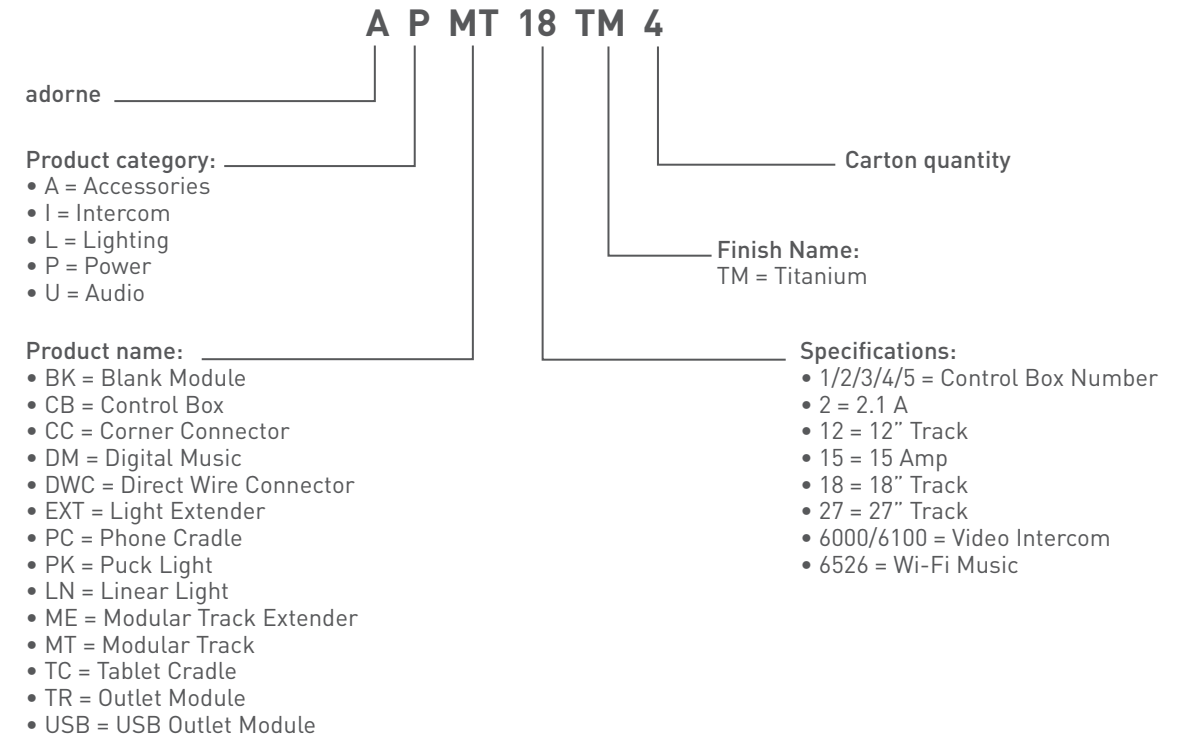 A P MT 18 TM 4
adorne
Product category:
• A = Accessories
• I = Intercom
• L = Lighting
• P = Power
• U = Audio
Carton quantity
Finish Name:
TM = Titanium
Product name:
• BK = Blank Module
• CB = Control Box
• CC = Corner Connector
• DM = Digital Music
• DWC = Direct Wire Connector
• EXT = Light Extender
• PC = Phone Cradle
• PK = Puck Light
• LN = Linear Light
• ME = Modular Track Extender
• MT = Modular Track
• TC = Tablet Cradle
• TR = Outlet Module
• USB = USB Outlet Module
Specifications:
• 1/2/3/4/5 = Control Box Number
• 2 = 2.1 A
• 12 = 12” Track
• 15 = 15 Amp
• 18 = 18” Track
• 27 = 27” Track
• 6000/6100 = Video Intercom
• 6526 = Wi-Fi Music